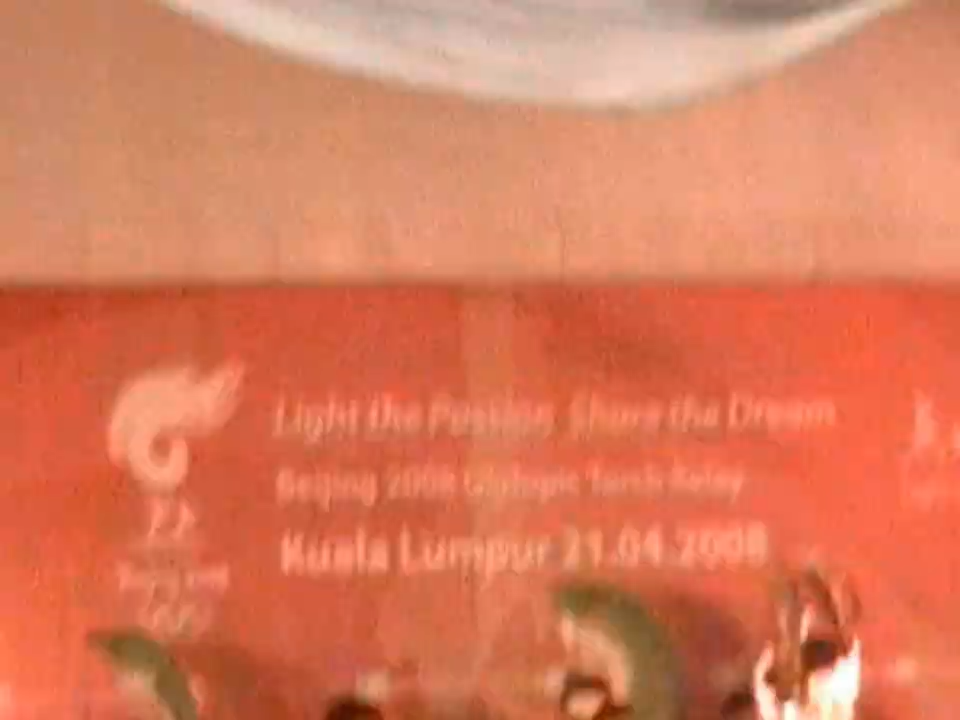 Light the Passion Share the Dream
Beijing 2008 Olympic Torch Relay
Kuala Lumpur 21.04.2008